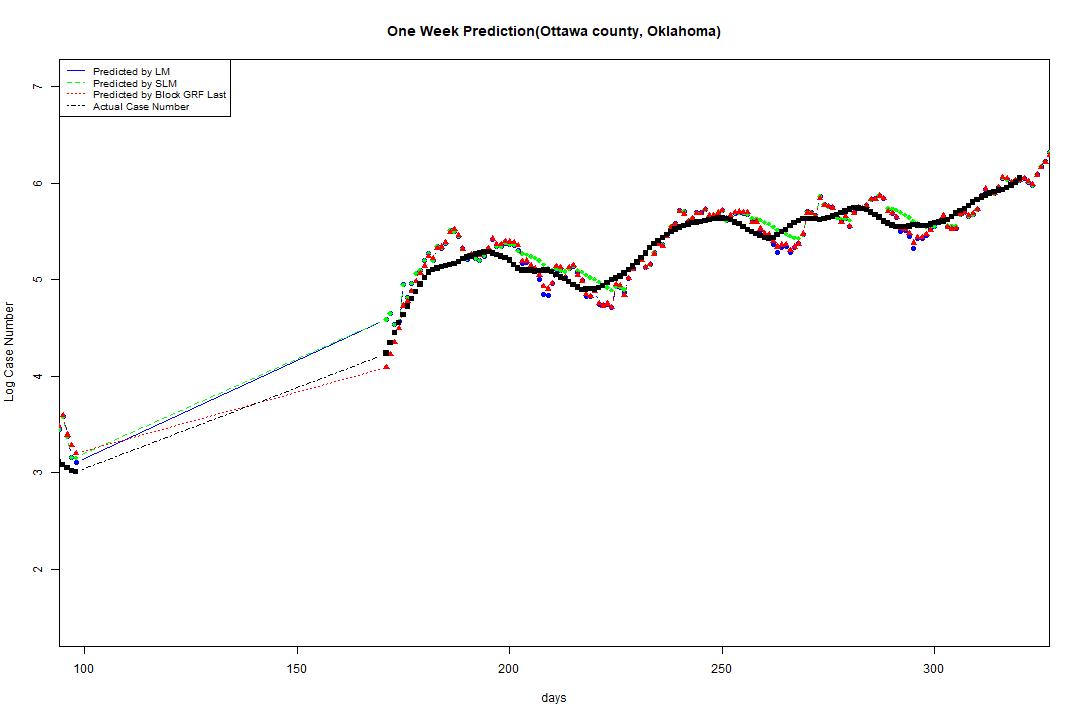 One Week Prediction(Ottawa county, Oklahoma)
Predicted by LM
Predicted by SLM
Predicted by Block GRF Last
Actual Case Number
7
6
5
4
3
2
Log Case Number
100 150 200 250 300
days